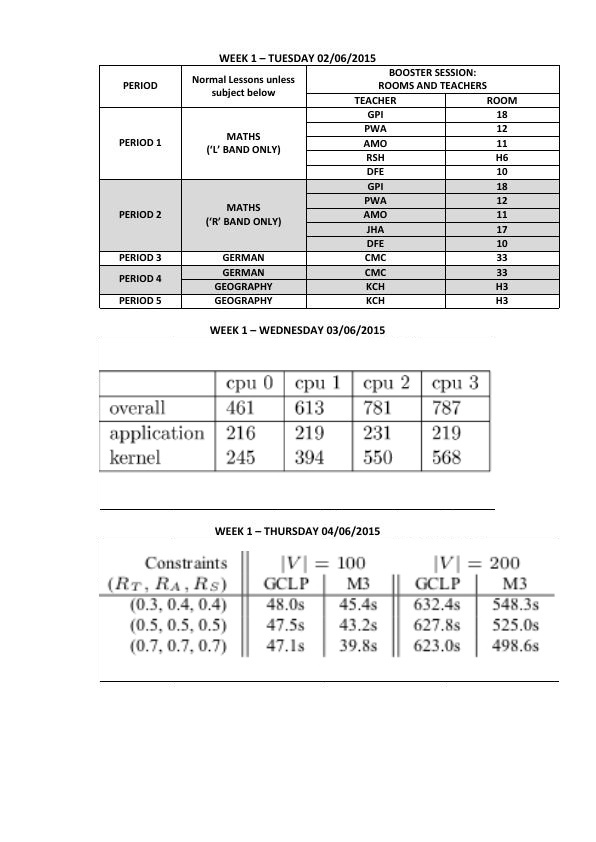 WEEK 1 – TUESDAY 02/06/2015
PERIOD Normal Lessons unless subject below BOOSTER SESSION: ROOMS AND TEACHERS
TEACHER ROOM
PERIOD 1 MATHS (‘L’ BAND ONLY) GPI 18
PWA 12
AMO 11
RSH H6
DFE 10
PERIOD 2 MATHS (‘R’ BAND ONLY) GPI 18
PWA 12
AMO 11
JHA 17
DFE 10
PERIOD 3 GERMAN CMC 33
PERIOD 4 GERMAN CMC 33
GEOGRAPHY KCH H3
PERIOD 5 GEOGRAPHY KCH H3
WEEK 1 – WEDNESDAY 03/06/2015
cpu 0 cpu 1 cpu 2 cpu 3
overall 461 613 781 787
application 216 219 231 219
kernel 245 394 550 568
WEEK 1 – THURSDAY 04/06/2015
Constraints |V| = 100 |V| = 200
(R_T, R_A, R_S) GCLP M3 GCLP M3
(0.3, 0.4, 0.4) 48.0s 45.4s 632.4s 548.3s
(0.5, 0.5, 0.5) 47.5s 43.2s 627.8s 525.0s
(0.7, 0.7, 0.7) 47.1s 39.8s 623.0s 498.6s